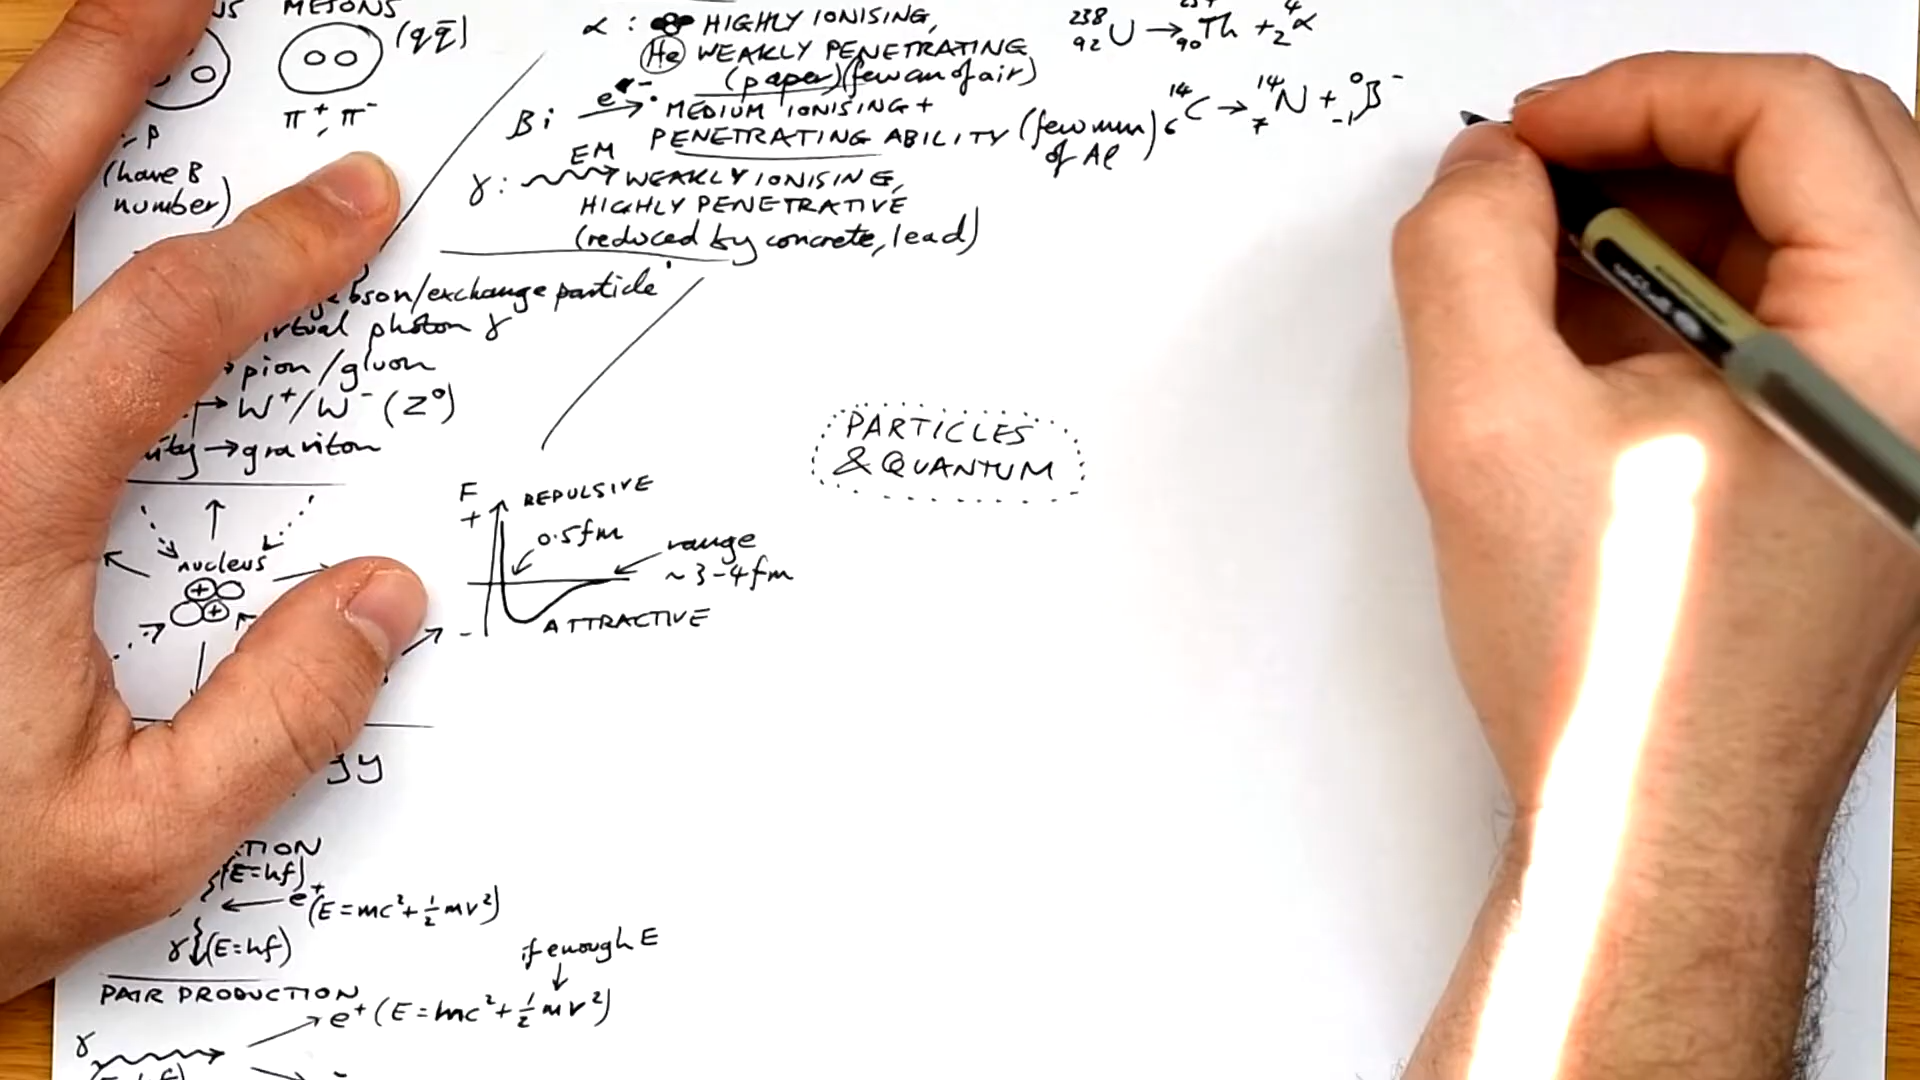 MESONS
(qq̄)
π⁺, π⁻
, p
(have B
number)
α: HIGHLY IONISING,
He WEAKLY PENETRATING
(paper)(few cm of air)
β: e⁻ MEDIUM IONISING +
PENETRATING ABILITY (few mm
of Al)
γ: EM WEAKLY IONISING,
HIGHLY PENETRATIVE
(reduced by concrete, lead)
²³⁸₉₂U → ₉₀Th + ⁴₂α
¹⁴₆C → ¹⁴₇N + ⁰₋₁β⁻
boson/exchange particle
photon γ
pion/gluon
→ W⁺/W⁻ (Z⁰)
→ graviton
PARTICLES
& QUANTUM
nucleus
+
+
F
+
-
REPULSIVE
0.5fm
range
~3-4fm
ATTRACTIVE
(E=hf)
e⁺ (E=mc²+½mv²)
γ (E=hf)
PAIR PRODUCTION
if enough E
e⁺ (E=mc²+½mv²)
γ